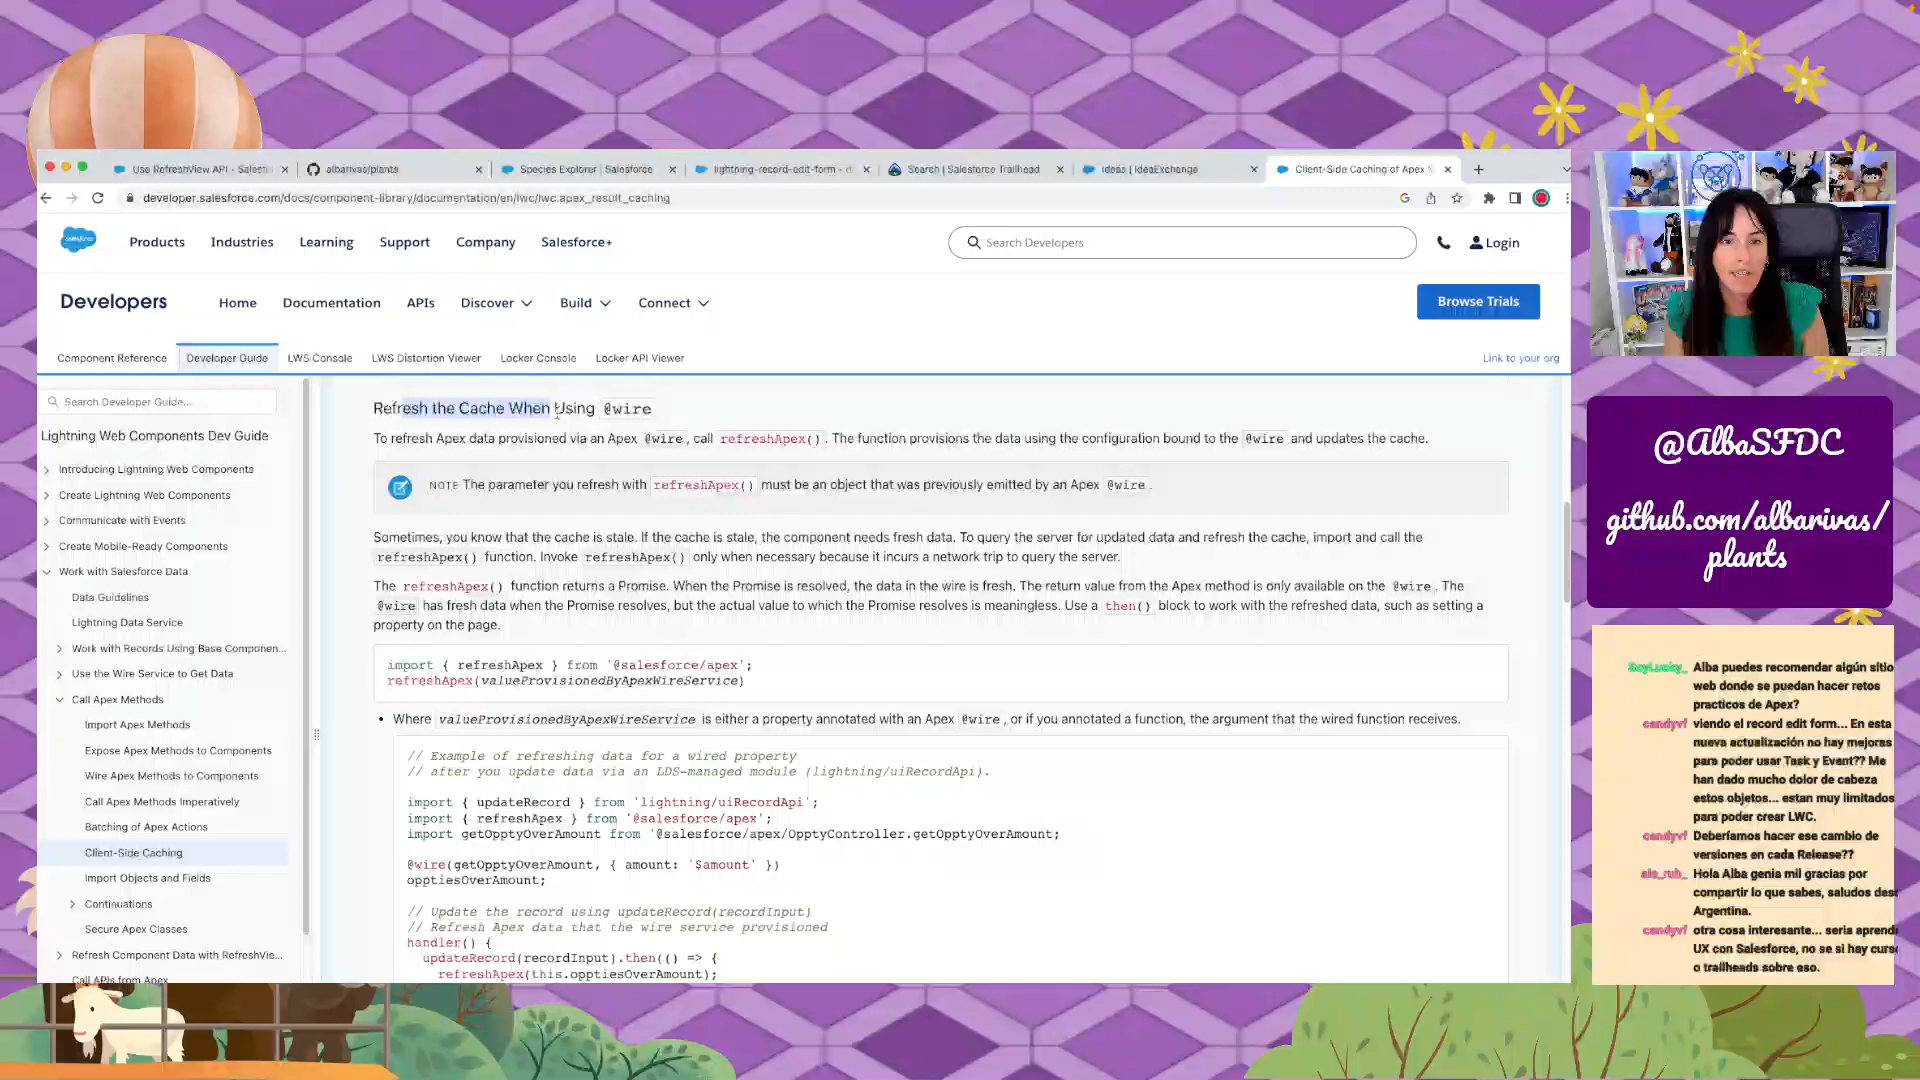 Use RefreshView API - Salesf
albarivas/plants
Species Explorer | Salesforce
lightning-record-edit-form - d
Search | Salesforce Trailhead
Ideas | IdeaExchange
Client-Side Caching of Apex M
developer.salesforce.com/docs/component-library/documentation/en/lwc/lwc.apex_result_caching
salesforce
Products
Industries
Learning
Support
Company
Salesforce+
Search Developers
Login
Developers
Home
Documentation
APIs
Discover
Build
Connect
Browse Trials
Component Reference
Developer Guide
LWS Console
LWS Distortion Viewer
Locker Console
Locker API Viewer
Link to your org
Search Developer Guide...
Lightning Web Components Dev Guide
Introducing Lightning Web Components
Create Lightning Web Components
Communicate with Events
Create Mobile-Ready Components
Work with Salesforce Data
Data Guidelines
Lightning Data Service
Work with Records Using Base Componen...
Use the Wire Service to Get Data
Call Apex Methods
Import Apex Methods
Expose Apex Methods to Components
Wire Apex Methods to Components
Call Apex Methods Imperatively
Batching of Apex Actions
Client-Side Caching
Import Objects and Fields
Continuations
Secure Apex Classes
Refresh Component Data with RefreshVie...
Call APIs from Apex
Refresh the Cache When Using @wire
To refresh Apex data provisioned via an Apex @wire, call refreshApex(). The function provisions the data using the configuration bound to the @wire and updates the cache.
NOTE The parameter you refresh with refreshApex() must be an object that was previously emitted by an Apex @wire.
Sometimes, you know that the cache is stale. If the cache is stale, the component needs fresh data. To query the server for updated data and refresh the cache, import and call the
refreshApex() function. Invoke refreshApex() only when necessary because it incurs a network trip to query the server.
The refreshApex() function returns a Promise. When the Promise is resolved, the data in the wire is fresh. The return value from the Apex method is only available on the @wire. The
@wire has fresh data when the Promise resolves, but the actual value to which the Promise resolves is meaningless. Use a then() block to work with the refreshed data, such as setting a
property on the page.
import { refreshApex } from '@salesforce/apex';
refreshApex(valueProvisionedByApexWireService)
• Where valueProvisionedByApexWireService is either a property annotated with an Apex @wire, or if you annotated a function, the argument that the wired function receives.
// Example of refreshing data for a wired property
// after you update data via an LDS-managed module (lightning/uiRecordApi).
import { updateRecord } from 'lightning/uiRecordApi';
import { refreshApex } from '@salesforce/apex';
import getOpptyOverAmount from '@salesforce/apex/OpptyController.getOpptyOverAmount;
@wire(getOpptyOverAmount, { amount: '$amount' })
opptiesOverAmount;
// Update the record using updateRecord(recordInput)
// Refresh Apex data that the wire service provisioned
handler() {
updateRecord(recordInput).then(() => {
refreshApex(this.opptiesOverAmount);
@AlbaSFDC
github.com/albarivas/
plants
SoyLucky_ Alba puedes recomendar algún sitio
web donde se puedan hacer retos
practicos de Apex?
candyvf viendo el record edit form... En esta
nueva actualización no hay mejoras
para poder usar Task y Event?? Me
han dado mucho dolor de cabeza
estos objetos... estan muy limitados
para poder crear LWC.
candyvf Deberíamos hacer ese cambio de
versiones en cada Release??
ale_rub_ Hola Alba genia mil gracias por
compartir lo que sabes, saludos des
Argentina.
candyvf otra cosa interesante... seria aprend
UX con Salesforce, no se si hay curs
o trailheads sobre eso.